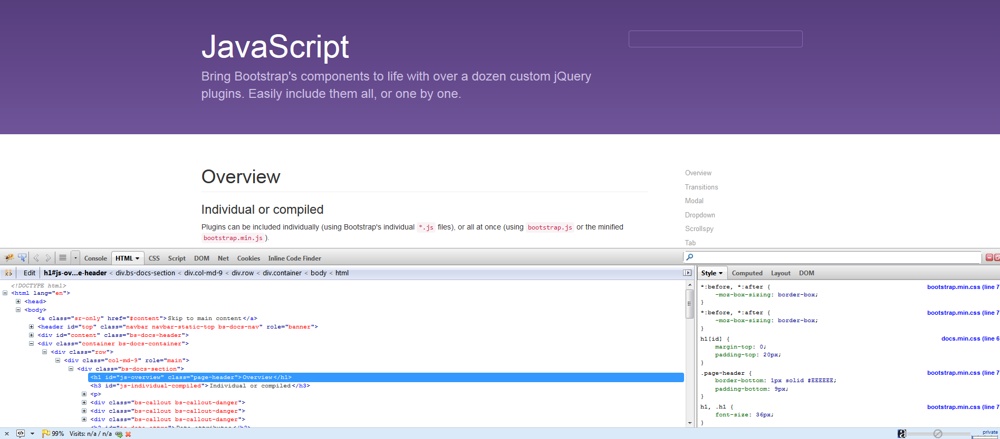 JavaScript
Bring Bootstrap's components to life with over a dozen custom jQuery
plugins. Easily include them all, or one by one.
Overview
Individual or compiled
Plugins can be included individually (using Bootstrap's individual *.js files), or all at once (using bootstrap.js or the minified
bootstrap.min.js ).
Overview
Transitions
Modal
Dropdown
Scrollspy
Tab
Console HTML CSS Script DOM Net Cookies Inline Code Finder
Edit h1#js-ov...e-header < div.bs-docs-section < div.col-md-9 < div.row < div.container < body < html
<!DOCTYPE html>
<html lang="en">
<head>
<body>
<a class="sr-only" href="#content">Skip to main content</a>
<header id="top" class="navbar navbar-static-top bs-docs-nav" role="banner">
<div id="content" class="bs-docs-header">
<div class="container bs-docs-container">
<div class="row">
<div class="col-md-9" role="main">
<div class="bs-docs-section">
<h1 id="js-overview" class="page-header">Overview</h1>
<h3 id="js-individual-compiled">Individual or compiled</h3>
<p>
<div class="bs-callout bs-callout-danger">
<div class="bs-callout bs-callout-danger">
<div class="bs-callout bs-callout-danger">
Style Computed Layout DOM
*:before, *:after { bootstrap.min.css (line 7
-moz-box-sizing: border-box;
}
*:before, *:after { bootstrap.min.css (line 7
-moz-box-sizing: border-box;
}
h1[id] { docs.min.css (line 6
margin-top: 0;
padding-top: 20px;
}
.page-header { bootstrap.min.css (line 7
border-bottom: 1px solid #EEEEEE;
padding-bottom: 9px;
}
h1, .h1 { bootstrap.min.css (line 7
font-size: 36px;
}
99% Visits: n/a / n/a
private